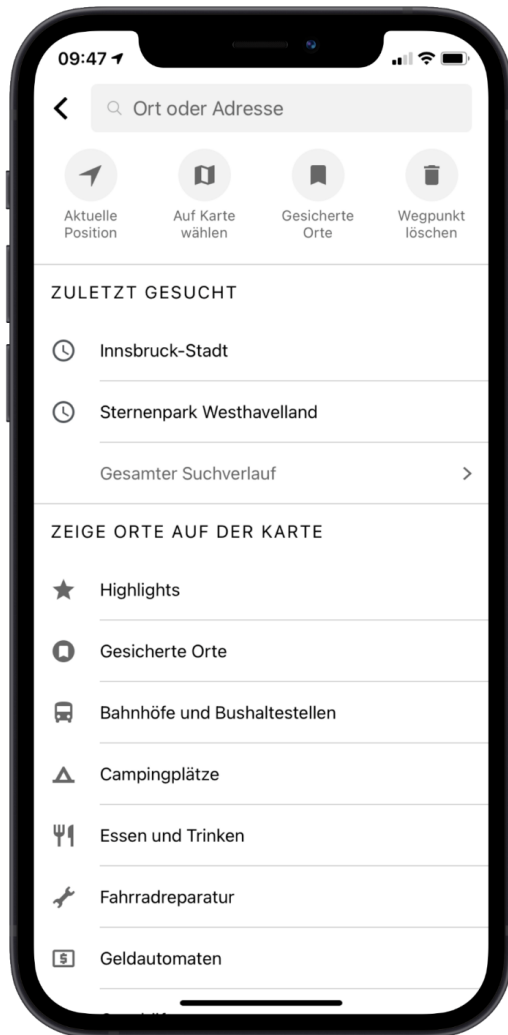 09:47
Ort oder Adresse
Aktuelle Position
Auf Karte wählen
Gesicherte Orte
Wegpunkt löschen
ZULETZT GESUCHT
Innsbruck-Stadt
Sternenpark Westhavelland
Gesamter Suchverlauf
ZEIGE ORTE AUF DER KARTE
Highlights
Gesicherte Orte
Bahnhöfe und Bushaltestellen
Campingplätze
Essen und Trinken
Fahrradreparatur
Geldautomaten